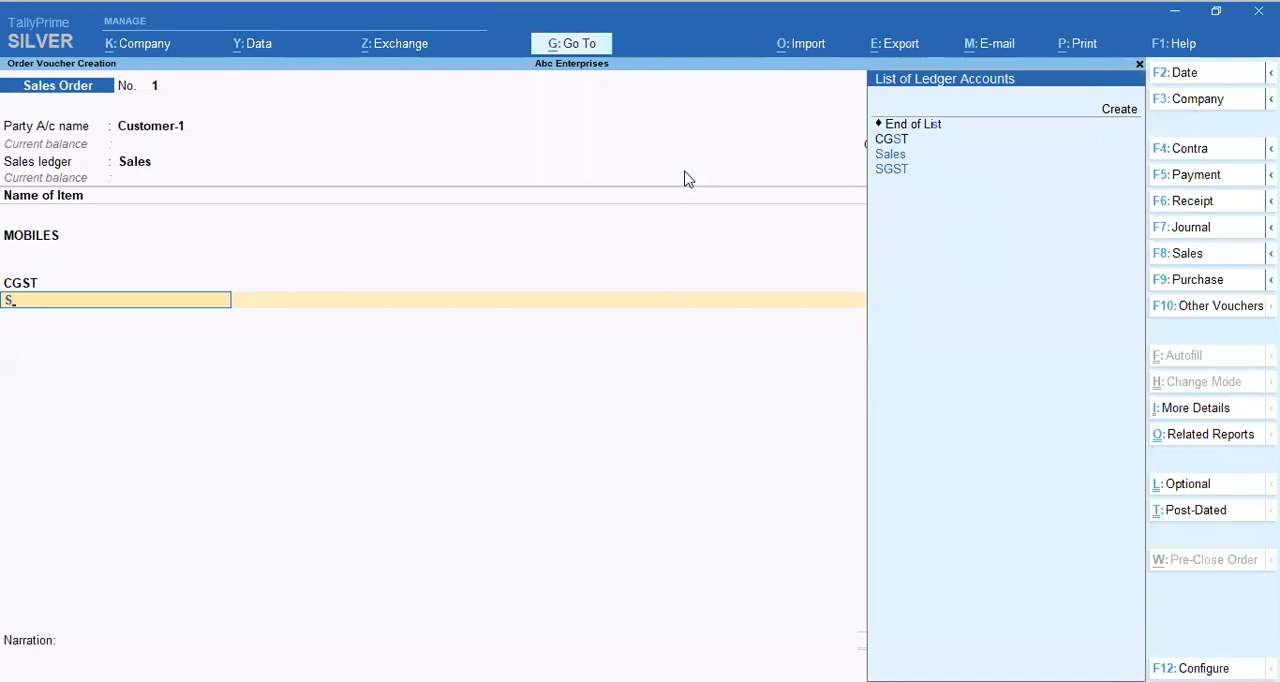 TallyPrime
SILVER
MANAGE
K: Company
Y: Data
Z: Exchange
G: Go To
O: Import
E: Export
M: E-mail
P: Print
F1: Help
Order Voucher Creation
Abc Enterprises
Sales Order No. 1
Party A/c name : Customer-1
Current balance :
Sales ledger : Sales
Current balance :
Name of Item
MOBILES
CGST
S
Narration:
List of Ledger Accounts
Create
♦ End of List
CGST
Sales
SGST
F2: Date
F3: Company
F4: Contra
F5: Payment
F6: Receipt
F7: Journal
F8: Sales
F9: Purchase
F10: Other Vouchers
F: Autofill
H: Change Mode
I: More Details
O: Related Reports
L: Optional
T: Post-Dated
W: Pre-Close Order
F12: Configure